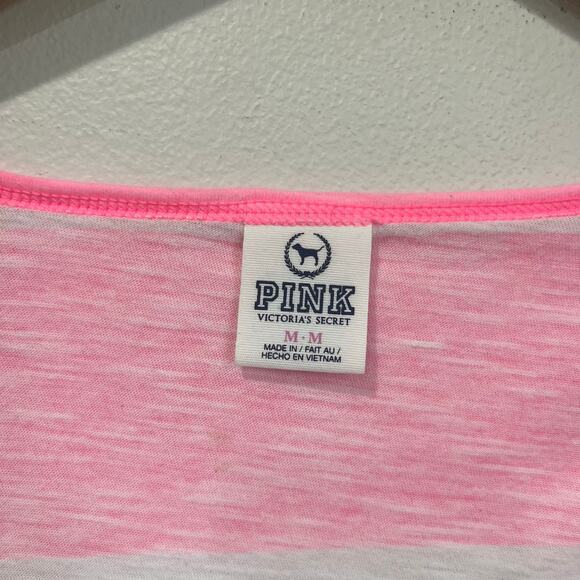 PINK
VICTORIA'S SECRET
M·M
MADE IN / FAIT AU /
HECHO EN VIETNAM